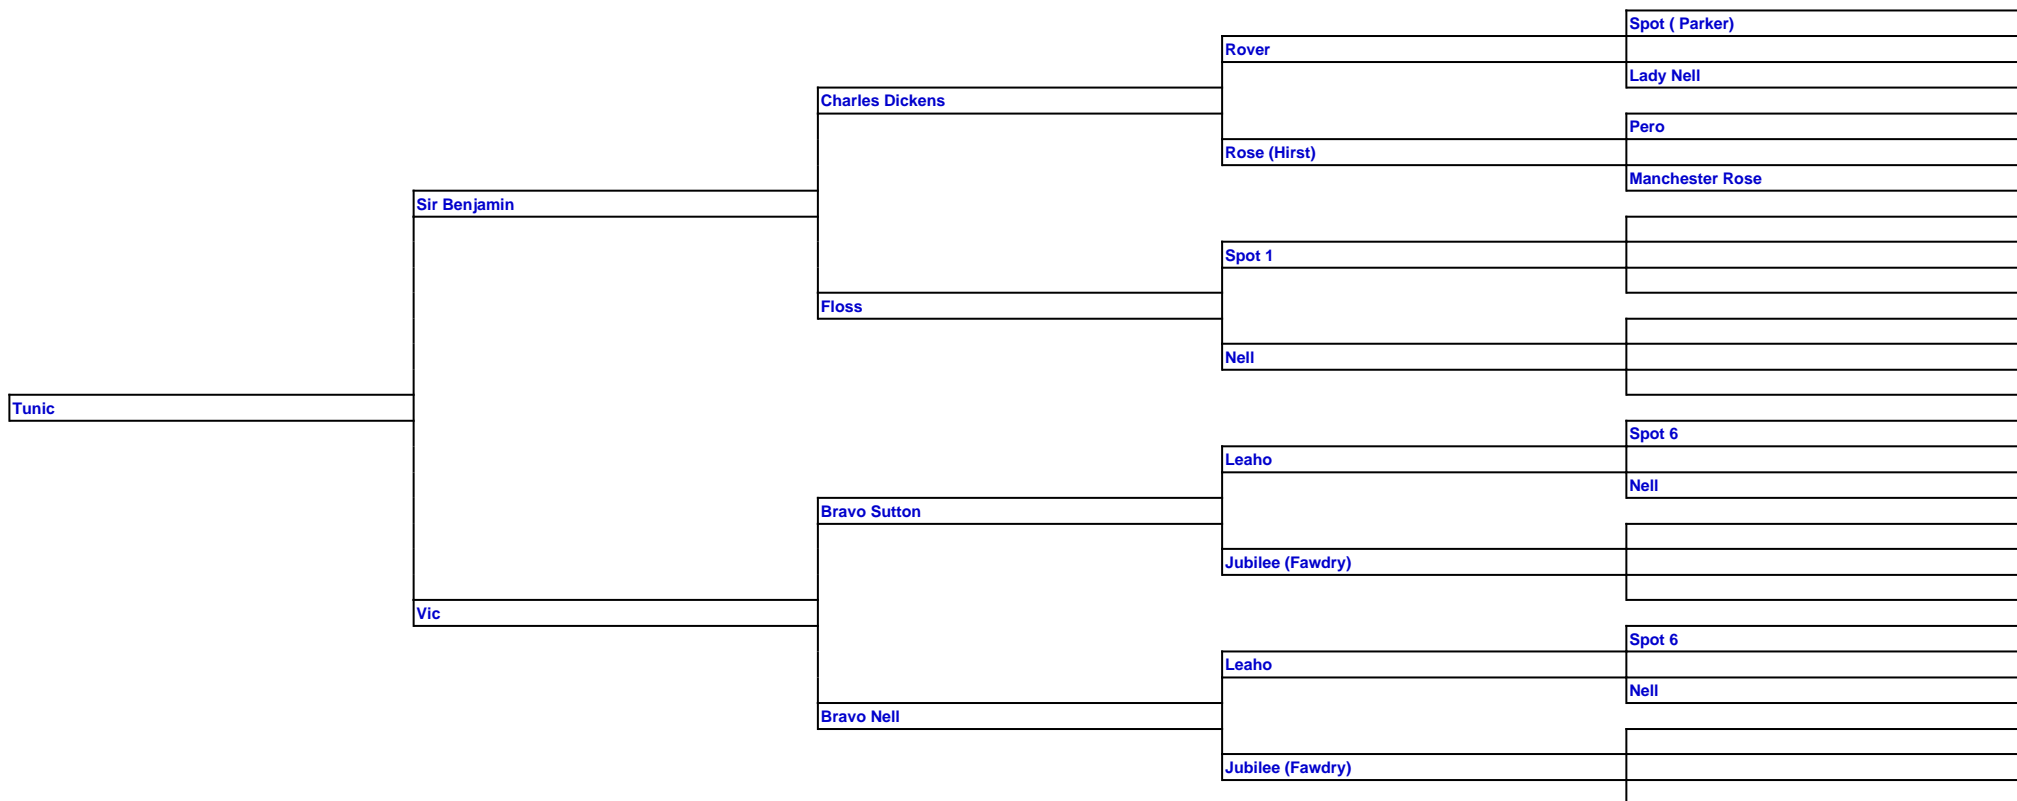 Spot ( Parker)
Rover
Lady Nell
Charles Dickens
Pero
Rose (Hirst)
Manchester Rose
Sir Benjamin
Spot 1
Floss
Nell
Tunic
Spot 6
Leaho
Nell
Bravo Sutton
Jubilee (Fawdry)
Vic
Spot 6
Leaho
Nell
Bravo Nell
Jubilee (Fawdry)